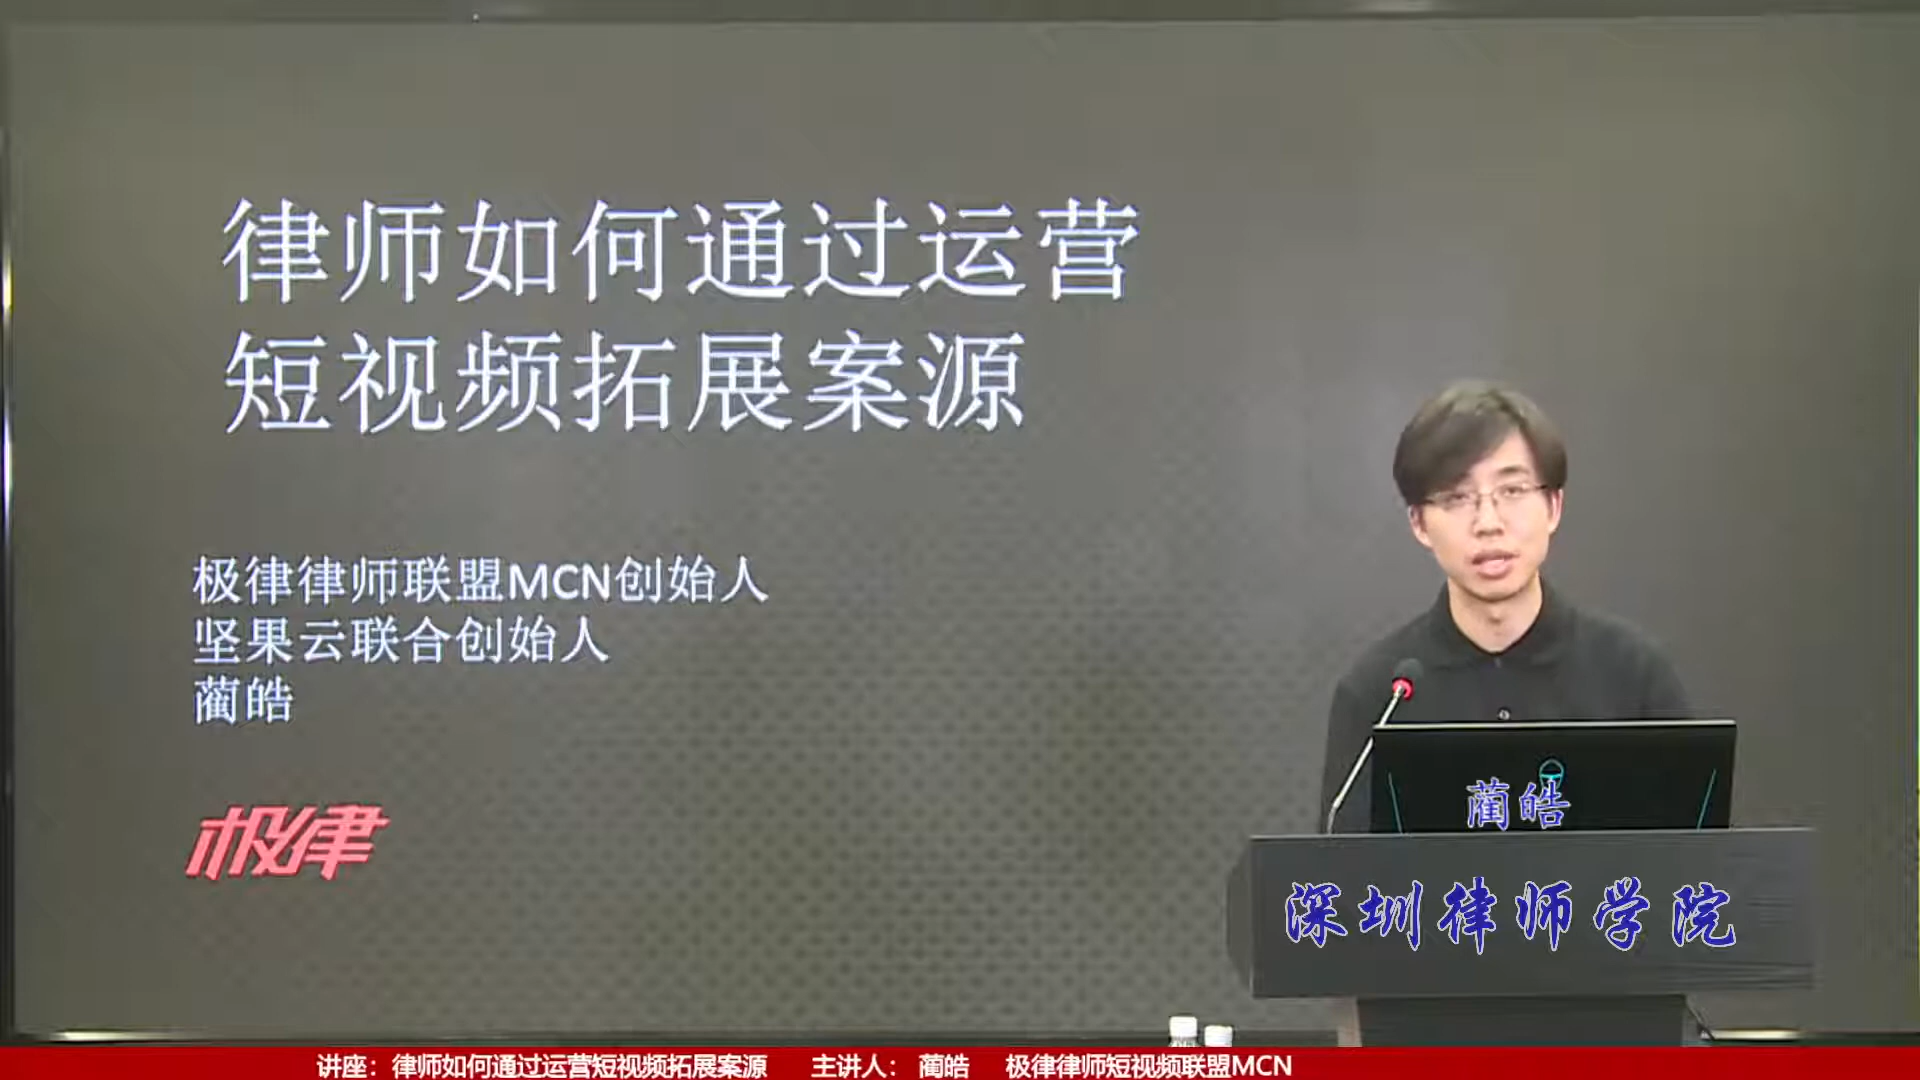 律师如何通过运营
短视频拓展案源
极律律师联盟MCN创始人
坚果云联合创始人
蔺皓
极律
蔺皓
深圳律师学院
讲座：律师如何通过运营短视频拓展案源 主讲人： 蔺皓 极律律师短视频联盟MCN